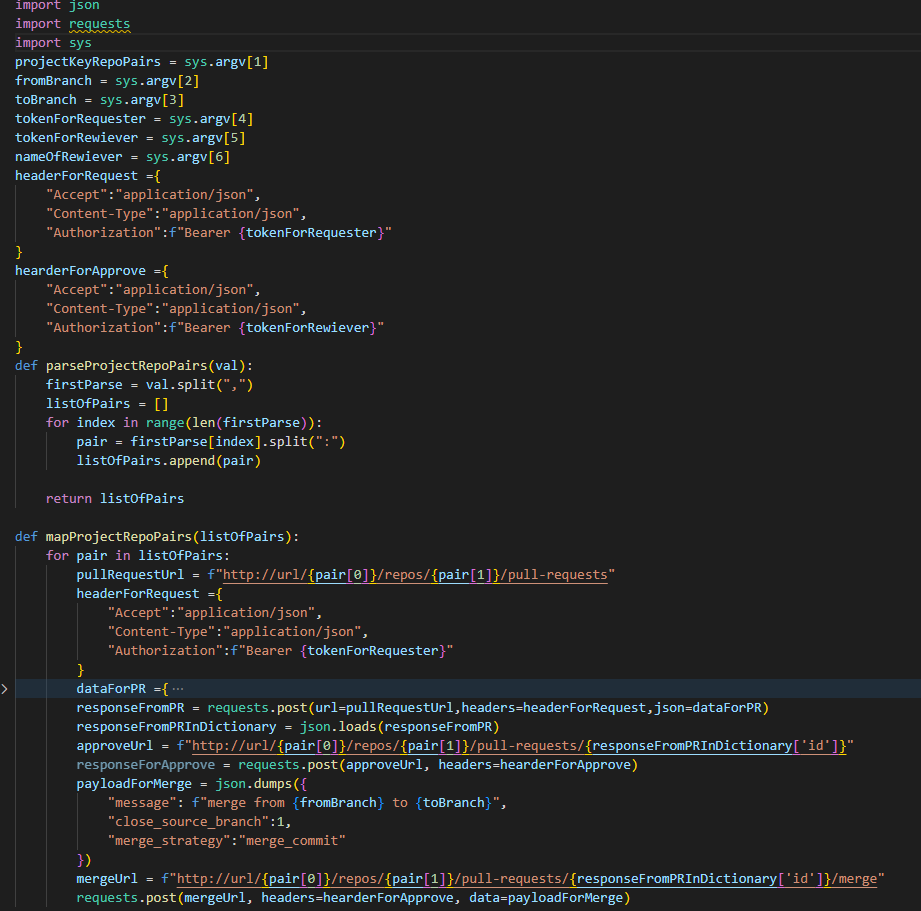 import json
import requests
import sys
projectKeyRepoPairs = sys.argv[1]
fromBranch = sys.argv[2]
toBranch = sys.argv[3]
tokenForRequester = sys.argv[4]
tokenForRewiever = sys.argv[5]
nameOfRewiever = sys.argv[6]
headerForRequest ={
    "Accept":"application/json",
    "Content-Type":"application/json",
    "Authorization":f"Bearer {tokenForRequester}"
}
hearderForApprove ={
    "Accept":"application/json",
    "Content-Type":"application/json",
    "Authorization":f"Bearer {tokenForRewiever}"
}
def parseProjectRepoPairs(val):
    firstParse = val.split(",")
    listOfPairs = []
    for index in range(len(firstParse)):
        pair = firstParse[index].split(":")
        listOfPairs.append(pair)

    return listOfPairs

def mapProjectRepoPairs(listOfPairs):
    for pair in listOfPairs:
        pullRequestUrl = f"http://url/{pair[0]}/repos/{pair[1]}/pull-requests"
        headerForRequest ={
            "Accept":"application/json",
            "Content-Type":"application/json",
            "Authorization":f"Bearer {tokenForRequester}"
        }
        dataForPR ={ ···
        responseFromPR = requests.post(url=pullRequestUrl,headers=headerForRequest,json=dataForPR)
        responseFromPRInDictionary = json.loads(responseFromPR)
        approveUrl = f"http://url/{pair[0]}/repos/{pair[1]}/pull-requests/{responseFromPRInDictionary['id']}"
        responseForApprove = requests.post(approveUrl, headers=hearderForApprove)
        payloadForMerge = json.dumps({
            "message": f"merge from {fromBranch} to {toBranch}",
            "close_source_branch":1,
            "merge_strategy":"merge_commit"
        })
        mergeUrl = f"http://url/{pair[0]}/repos/{pair[1]}/pull-requests/{responseFromPRInDictionary['id']}/merge"
        requests.post(mergeUrl, headers=hearderForApprove, data=payloadForMerge)